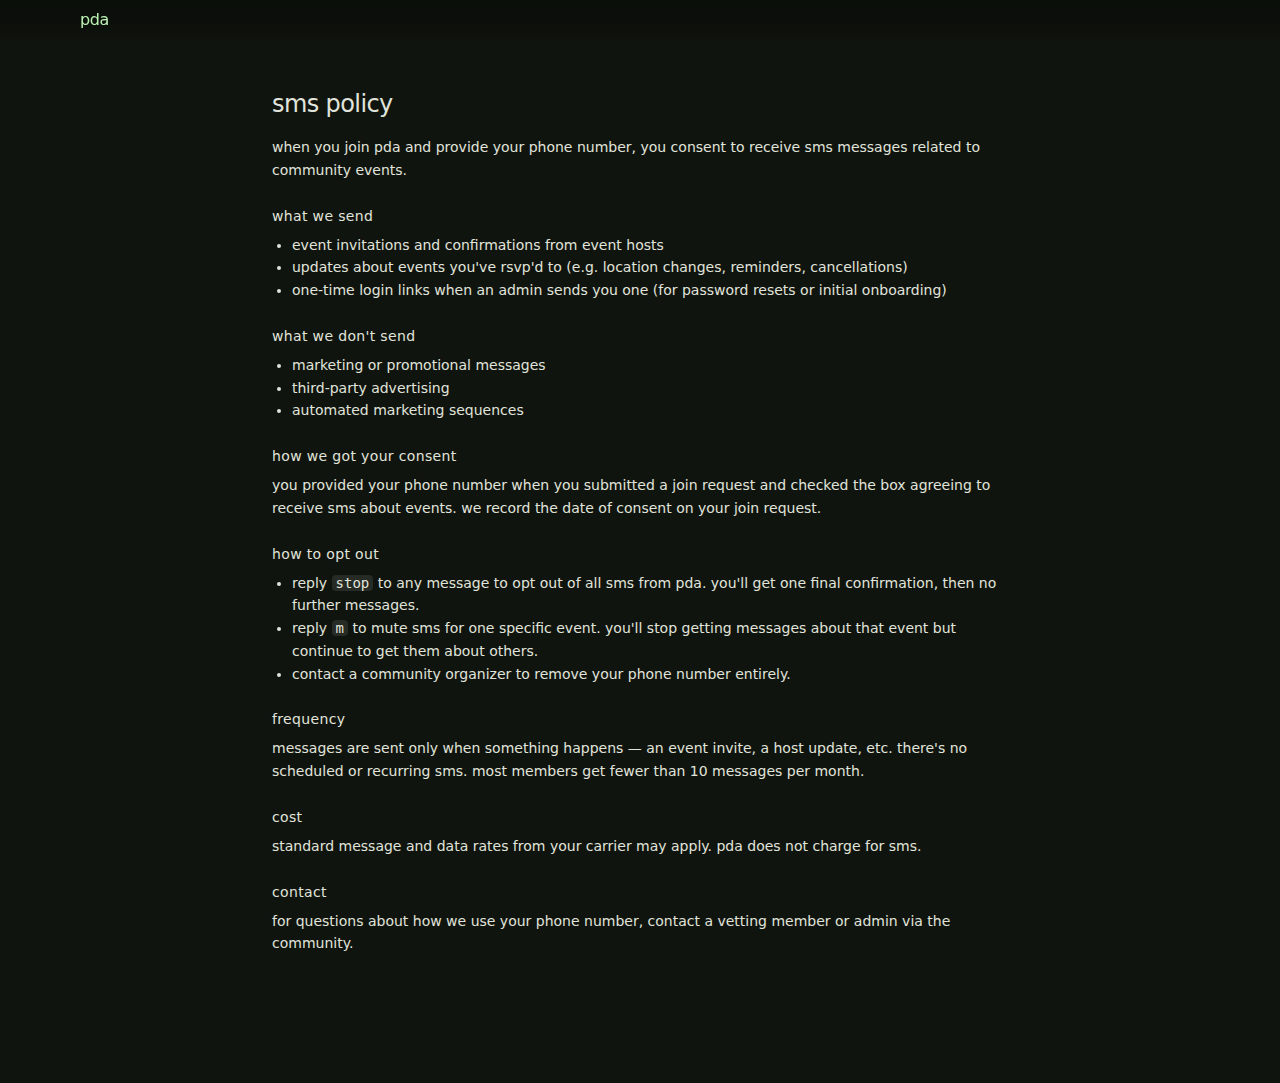 pda
sms policy
when you join pda and provide your phone number, you consent to receive sms messages related to
community events.
what we send
• event invitations and confirmations from event hosts
• updates about events you've rsvp'd to (e.g. location changes, reminders, cancellations)
• one-time login links when an admin sends you one (for password resets or initial onboarding)
what we don't send
• marketing or promotional messages
• third-party advertising
• automated marketing sequences
how we got your consent
you provided your phone number when you submitted a join request and checked the box agreeing to
receive sms about events. we record the date of consent on your join request.
how to opt out
• reply stop to any message to opt out of all sms from pda. you'll get one final confirmation, then no
further messages.
• reply m to mute sms for one specific event. you'll stop getting messages about that event but
continue to get them about others.
• contact a community organizer to remove your phone number entirely.
frequency
messages are sent only when something happens — an event invite, a host update, etc. there's no
scheduled or recurring sms. most members get fewer than 10 messages per month.
cost
standard message and data rates from your carrier may apply. pda does not charge for sms.
contact
for questions about how we use your phone number, contact a vetting member or admin via the
community.